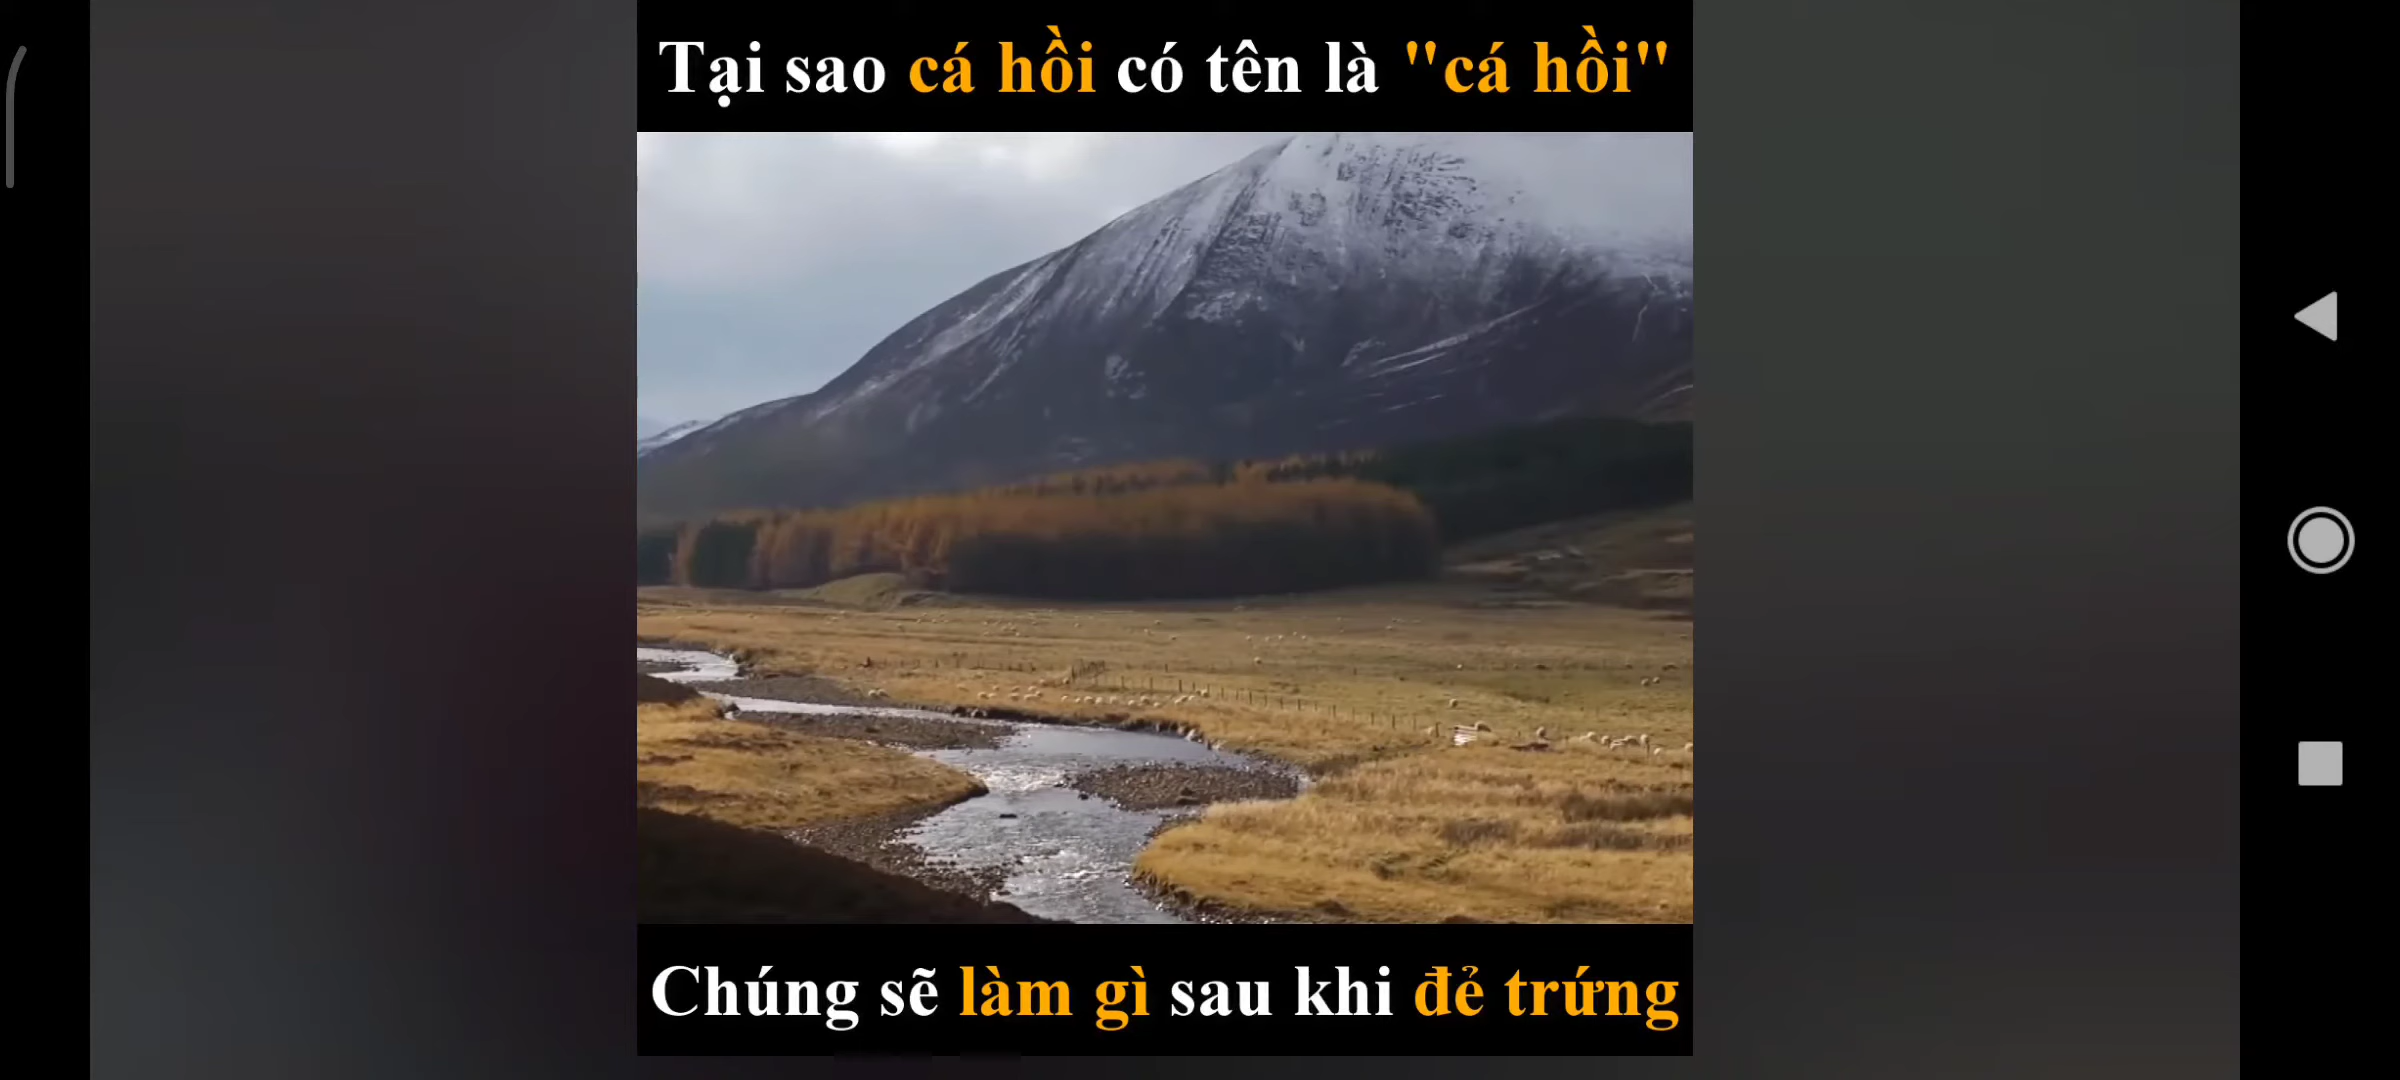 Tại sao cá hồi có tên là "cá hồi"
Chúng sẽ làm gì sau khi đẻ trứng